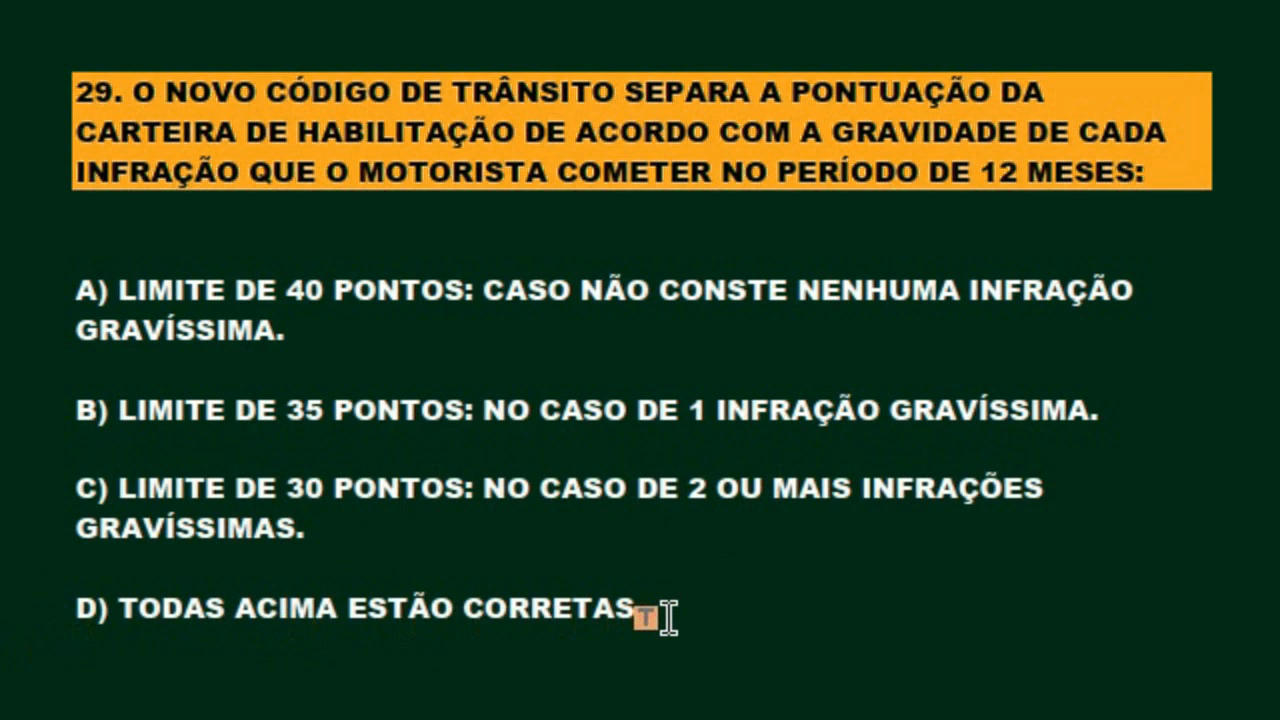 29. O NOVO CÓDIGO DE TRÂNSITO SEPARA A PONTUAÇÃO DA
CARTEIRA DE HABILITAÇÃO DE ACORDO COM A GRAVIDADE DE CADA
INFRAÇÃO QUE O MOTORISTA COMETER NO PERÍODO DE 12 MESES:
A) LIMITE DE 40 PONTOS: CASO NÃO CONSTE NENHUMA INFRAÇÃO
GRAVÍSSIMA.
B) LIMITE DE 35 PONTOS: NO CASO DE 1 INFRAÇÃO GRAVÍSSIMA.
C) LIMITE DE 30 PONTOS: NO CASO DE 2 OU MAIS INFRAÇÕES
GRAVÍSSIMAS.
D) TODAS ACIMA ESTÃO CORRETAS T